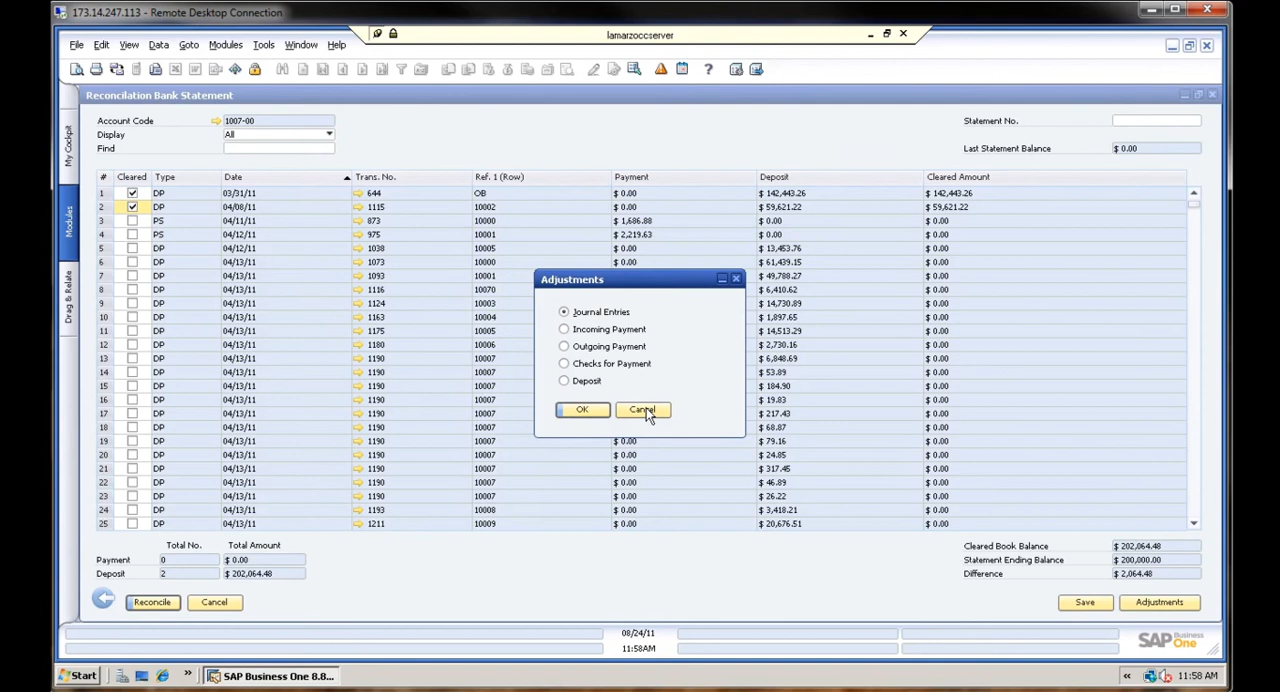 173.14.247.113 - Remote Desktop Connection
lamarzoccserver
File Edit View Data Goto Modules Tools Window Help
Reconcilation Bank Statement
Account Code 1007-00 Statement No.
Display All
Find Last Statement Balance $ 0.00
My Cockpit
Modules
Drag & Relate
# Cleared Type Date Trans. No. Ref. 1 (Row) Payment Deposit Cleared Amount
1 DP 03/31/11 644 OB $ 0.00 $ 142,443.26 $ 142,443.26
2 DP 04/08/11 1115 10002 $ 0.00 $ 59,621.22 $ 59,621.22
3 PS 04/11/11 873 10000 $ 1,686.88 $ 0.00 $ 0.00
4 PS 04/12/11 975 10001 $ 2,219.63 $ 0.00 $ 0.00
5 DP 04/12/11 1038 10005 $ 0.00 $ 13,453.76 $ 0.00
6 DP 04/12/11 1073 10000 $ 0.00 $ 61,439.15 $ 0.00
7 DP 04/13/11 1093 10001 $ 49,788.27 $ 0.00
8 DP 04/13/11 1116 10070 $ 6,410.62 $ 0.00
9 DP 04/13/11 1124 10003 $ 14,730.89 $ 0.00
10 DP 04/13/11 1163 10004 $ 1,897.65 $ 0.00
11 DP 04/13/11 1175 10005 $ 14,513.29 $ 0.00
12 DP 04/13/11 1180 10006 $ 2,730.16 $ 0.00
13 DP 04/13/11 1190 10007 $ 6,848.69 $ 0.00
14 DP 04/13/11 1190 10007 $ 53.89 $ 0.00
15 DP 04/13/11 1190 10007 $ 184.90 $ 0.00
16 DP 04/13/11 1190 10007 $ 19.83 $ 0.00
17 DP 04/13/11 1190 10007 $ 217.43 $ 0.00
18 DP 04/13/11 1190 10007 $ 68.87 $ 0.00
19 DP 04/13/11 1190 10007 $ 0.00 $ 79.16 $ 0.00
20 DP 04/13/11 1190 10007 $ 0.00 $ 24.85 $ 0.00
21 DP 04/13/11 1190 10007 $ 0.00 $ 317.45 $ 0.00
22 DP 04/13/11 1190 10007 $ 0.00 $ 46.89 $ 0.00
23 DP 04/13/11 1190 10007 $ 0.00 $ 26.22 $ 0.00
24 DP 04/13/11 1193 10008 $ 0.00 $ 3,418.21 $ 0.00
25 DP 04/13/11 1211 10009 $ 0.00 $ 20,676.51 $ 0.00
Adjustments
Journal Entries
Incoming Payment
Outgoing Payment
Checks for Payment
Deposit
OK Cancel
Total No. Total Amount Cleared Book Balance $ 202,064.48
Payment 0 $ 0.00 Statement Ending Balance $ 200,000.00
Deposit 2 $ 202,064.48 Difference $ 2,064.48
Reconcile Cancel Save Adjustments
08/24/11
11:58AM
SAP Business One
Start » SAP Business One 8.8... « 11:58 AM